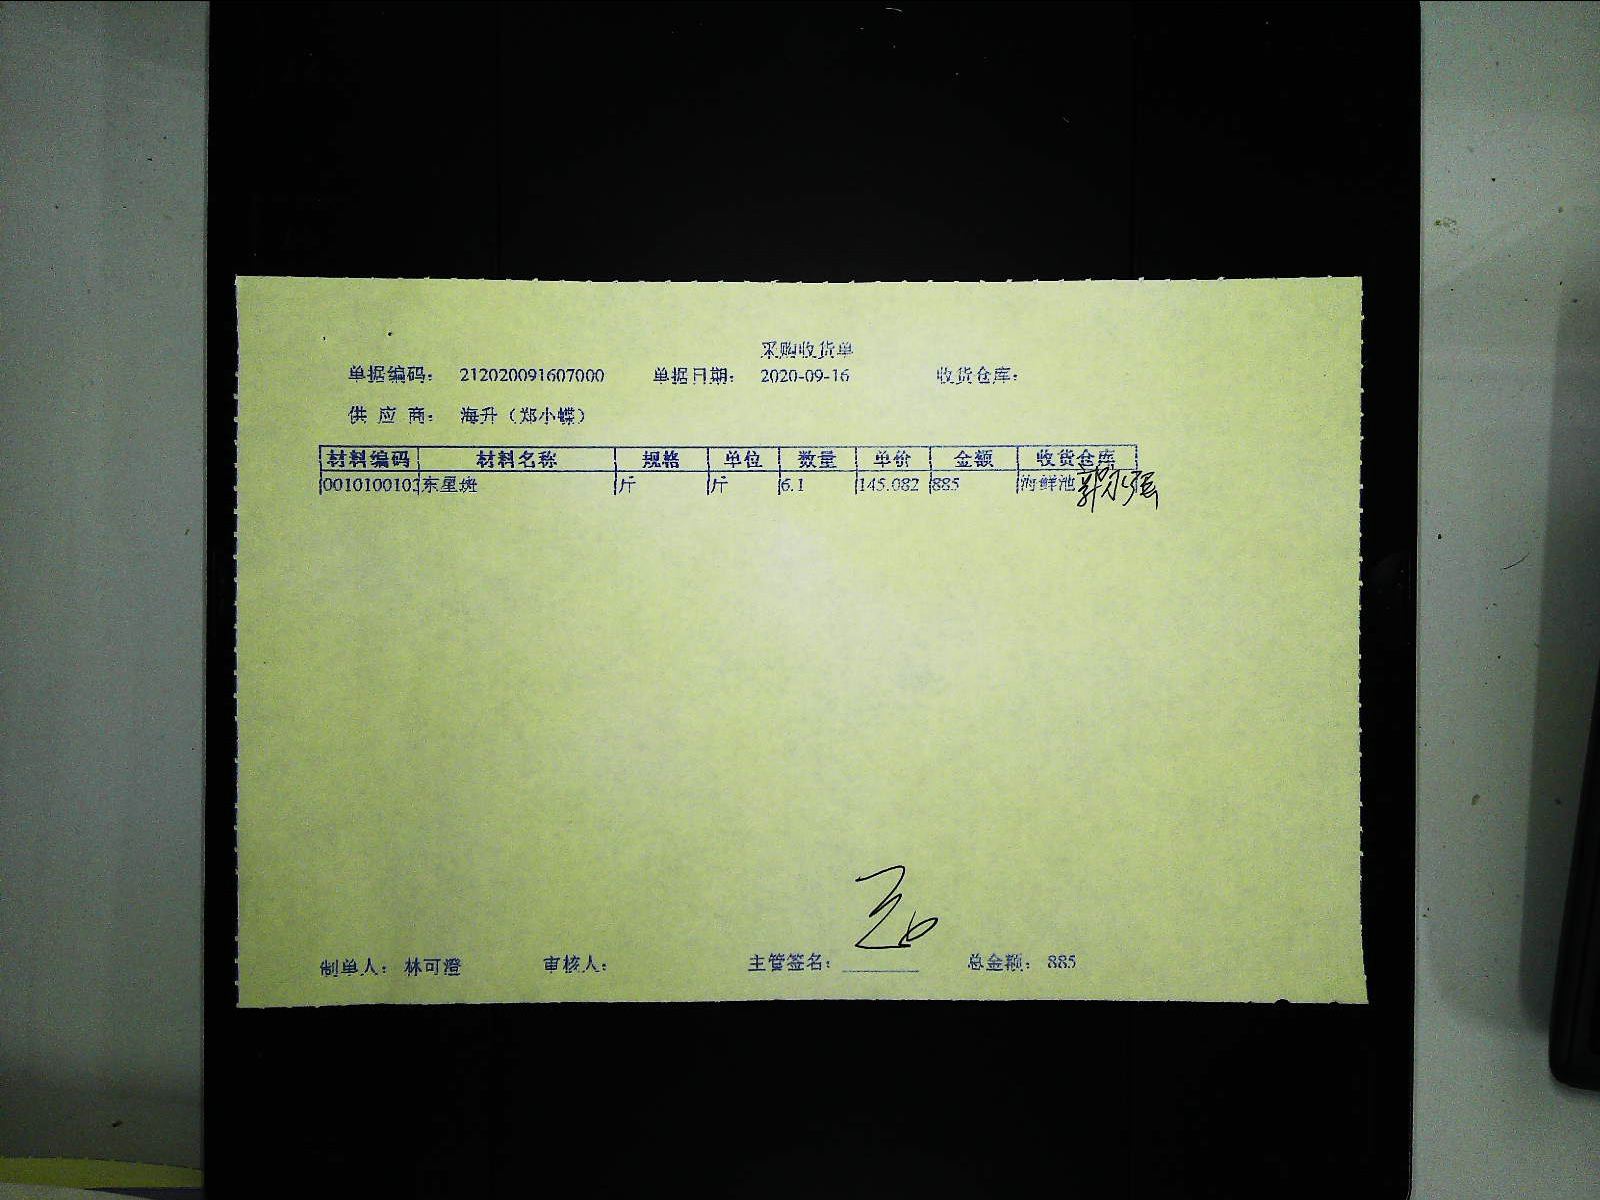 采购收货单
单据编码: 212020091607000 单据日期: 2020-09-16 收货仓库:
供 应 商: 海升（郑小蝶）
材料编码 材料名称 规格 单位 数量 单价 金额 收货仓库
0010100102 东星斑 斤 斤 6.1 145.082 885 海鲜池 郭永强
制单人: 林可澄 审核人: 主管签名: 总金额: 885